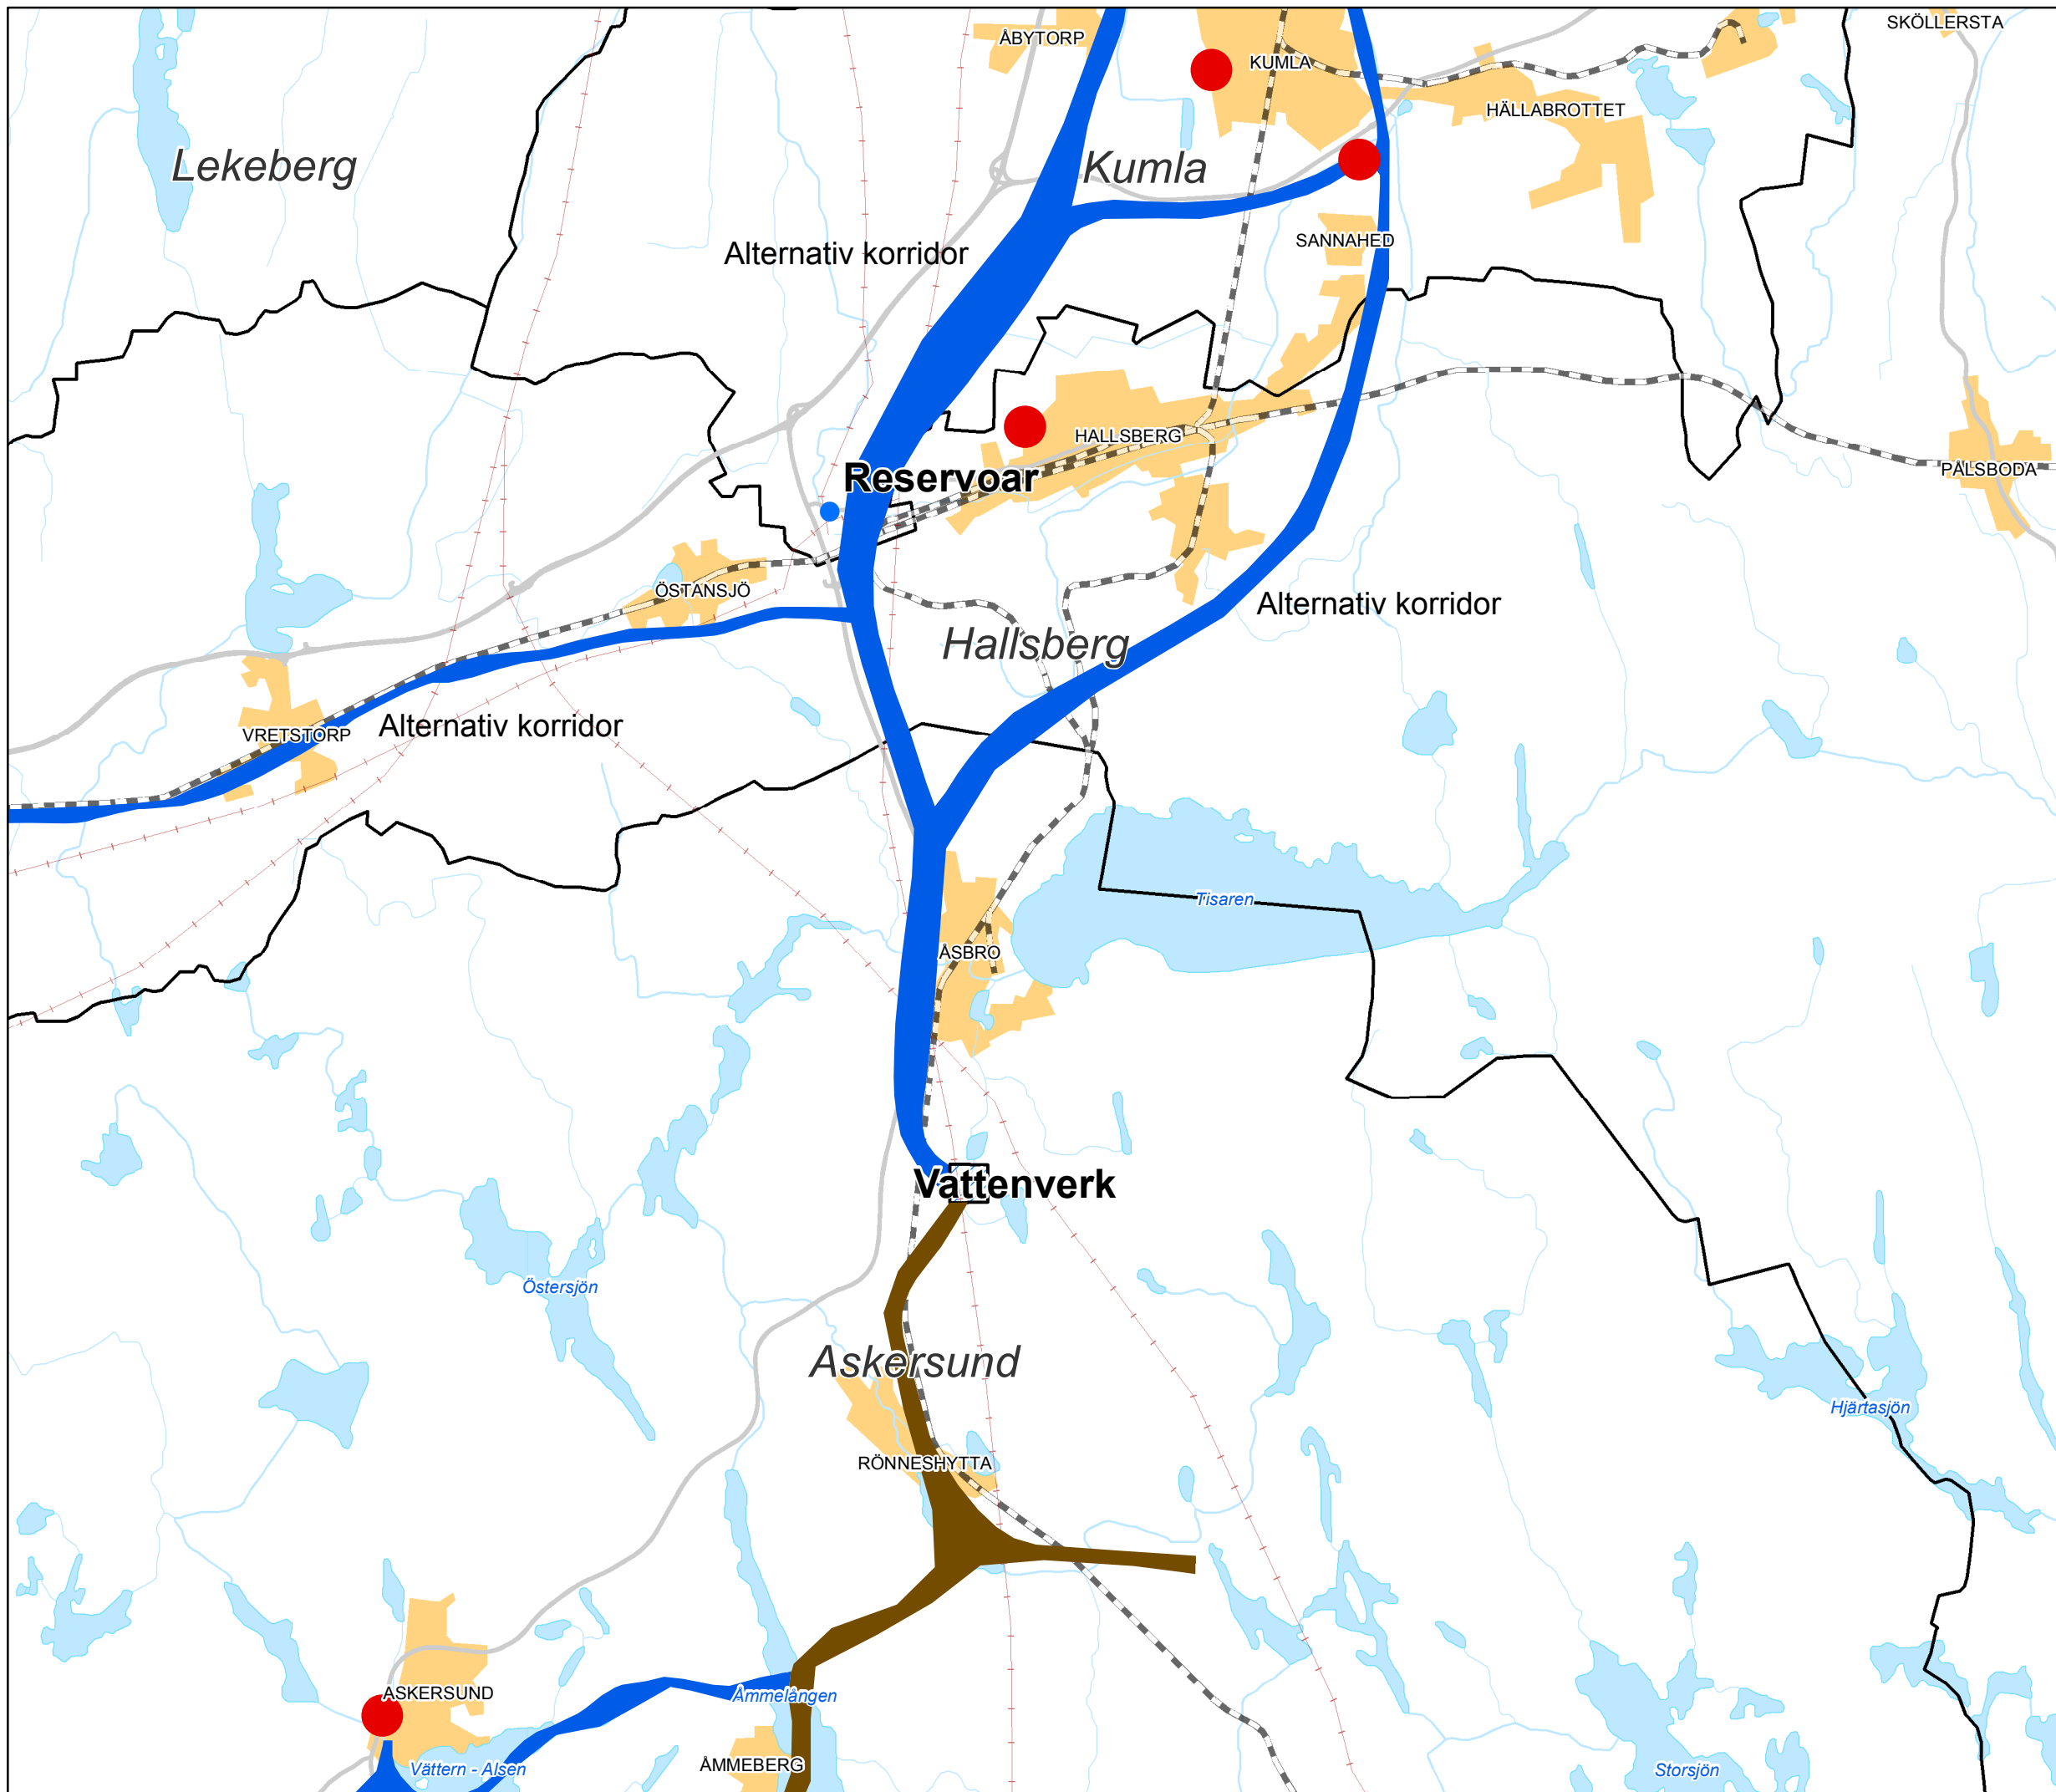 SKÖLLERSTA
ÅBYTORP
KUMLA
HÄLLABROTTET
Lekeberg
Kumla
SANNAHED
Alternativ korridor
HALLSBERG
PÅLSBODA
Reservoar
ÖSTANSJÖ
Alternativ korridor
Hallsberg
VRETSTORP
Alternativ korridor
Tisaren
ÅSBRO
Vattenverk
Östersjön
Askersund
Hjärtasjön
RÖNNESHYTTA
ASKERSUND
Åmmelången
ÅMMEBERG
Vättern - Alsen
Storsjön